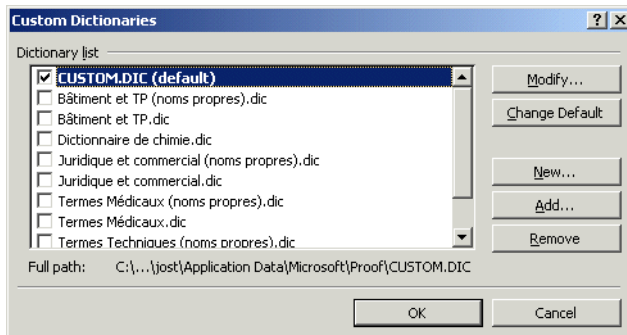 Custom Dictionaries
Dictionary list
CUSTOM.DIC (default)
Bâtiment et TP (noms propres).dic
Bâtiment et TP.dic
Dictionnaire de chimie.dic
Juridique et commercial (noms propres).dic
Juridique et commercial.dic
Termes Médicaux (noms propres).dic
Termes Médicaux.dic
Termes Techniques (noms propres).dic
Modify...
Change Default
New...
Add...
Remove
Full path: C:\...\jost\Application Data\Microsoft\Proof\CUSTOM.DIC
OK
Cancel